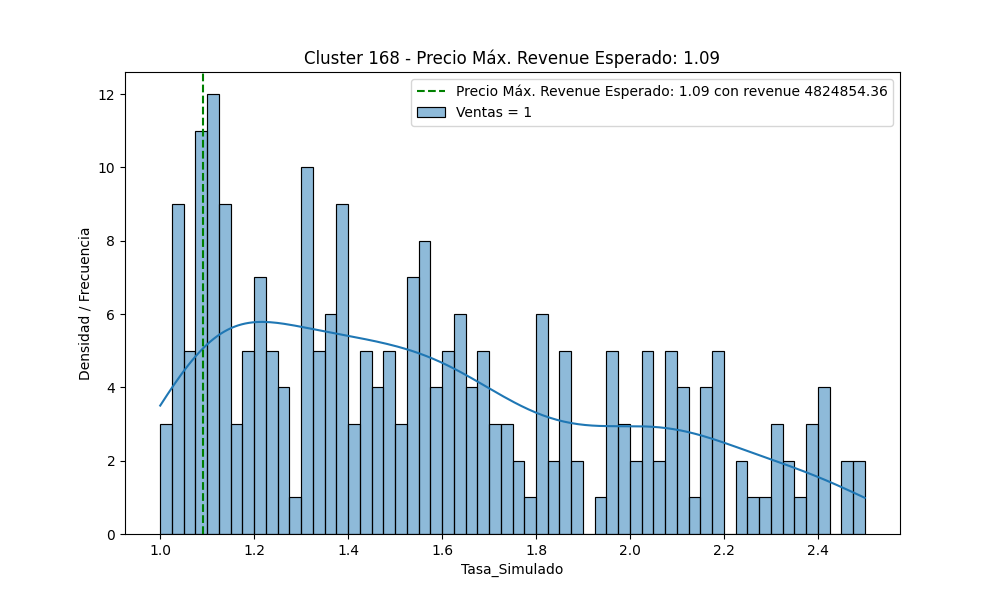 Cluster 168 - Precio Máx. Revenue Esperado: 1.09
Precio Máx. Revenue Esperado: 1.09 con revenue 4824854.36
Ventas = 1
Densidad / Frecuencia
12
10
8
6
4
2
0
1.0 1.2 1.4 1.6 1.8 2.0 2.2 2.4
Tasa_Simulado